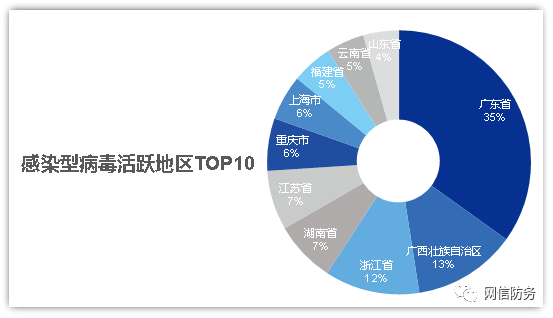 感染型病毒活跃地区TOP10
广东省
35%
广西壮族自治区
13%
浙江省
12%
湖南省
7%
江苏省
7%
重庆市
6%
上海市
6%
福建省
5%
云南省
5%
山东省
4%
网信防务